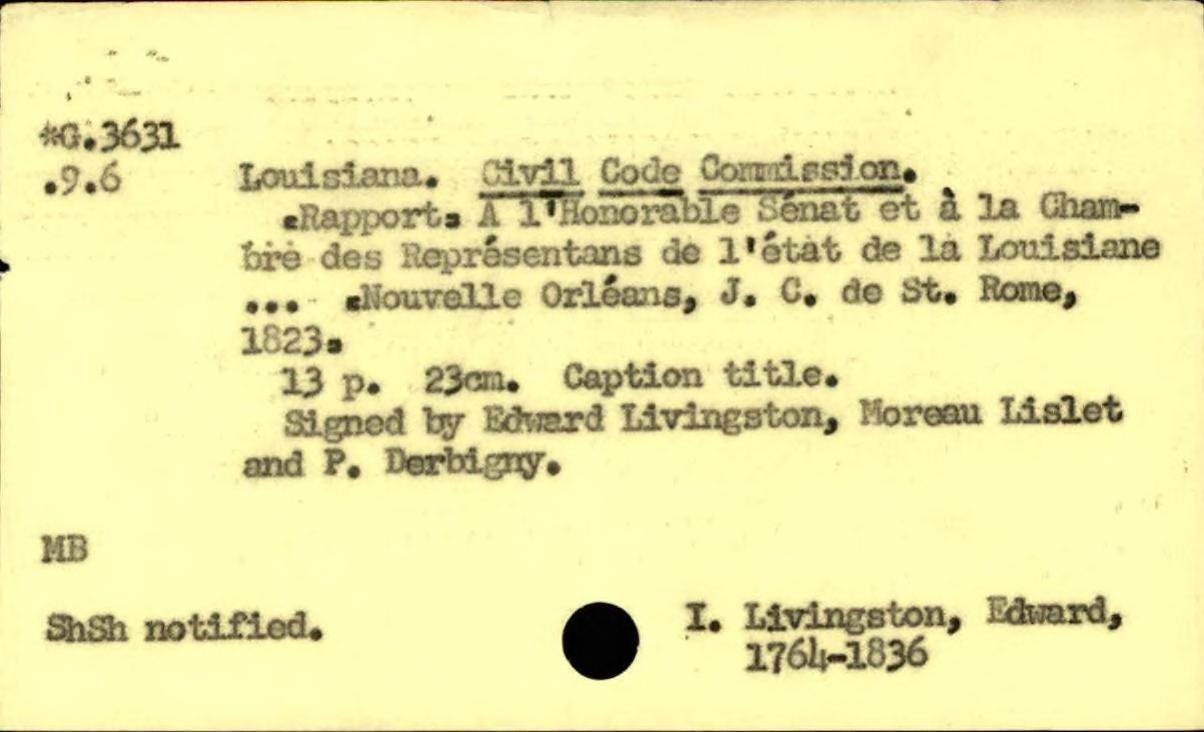 *G.3631
.9.6 Louisiana. Civil Code Commission.
[Rapport] A l'Honorable Sénat et à la Cham-
bre des Représentans de l'état de la Louisiane
... [Nouvelle Orléans, J. C. de St. Rome,
1823]
13 p. 23cm. Caption title.
Signed by Edward Livingston, Moreau Lislet
and P. Derbigny.
MB
ShSh notified.
I. Livingston, Edward,
1764-1836